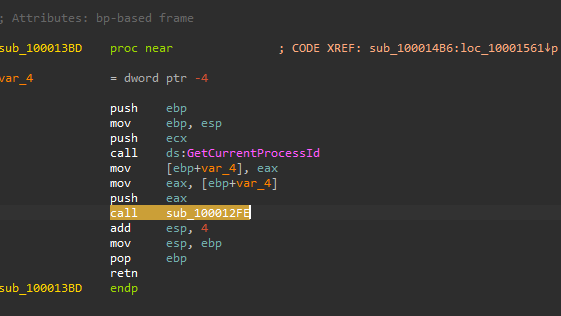 ; Attributes: bp-based frame
sub_100013BD proc near ; CODE XREF: sub_100014B6:loc_10001561↓p
var_4 = dword ptr -4
push ebp
mov ebp, esp
push ecx
call ds:GetCurrentProcessId
mov [ebp+var_4], eax
mov eax, [ebp+var_4]
push eax
call sub_100012FE
add esp, 4
mov esp, ebp
pop ebp
retn
sub_100013BD endp